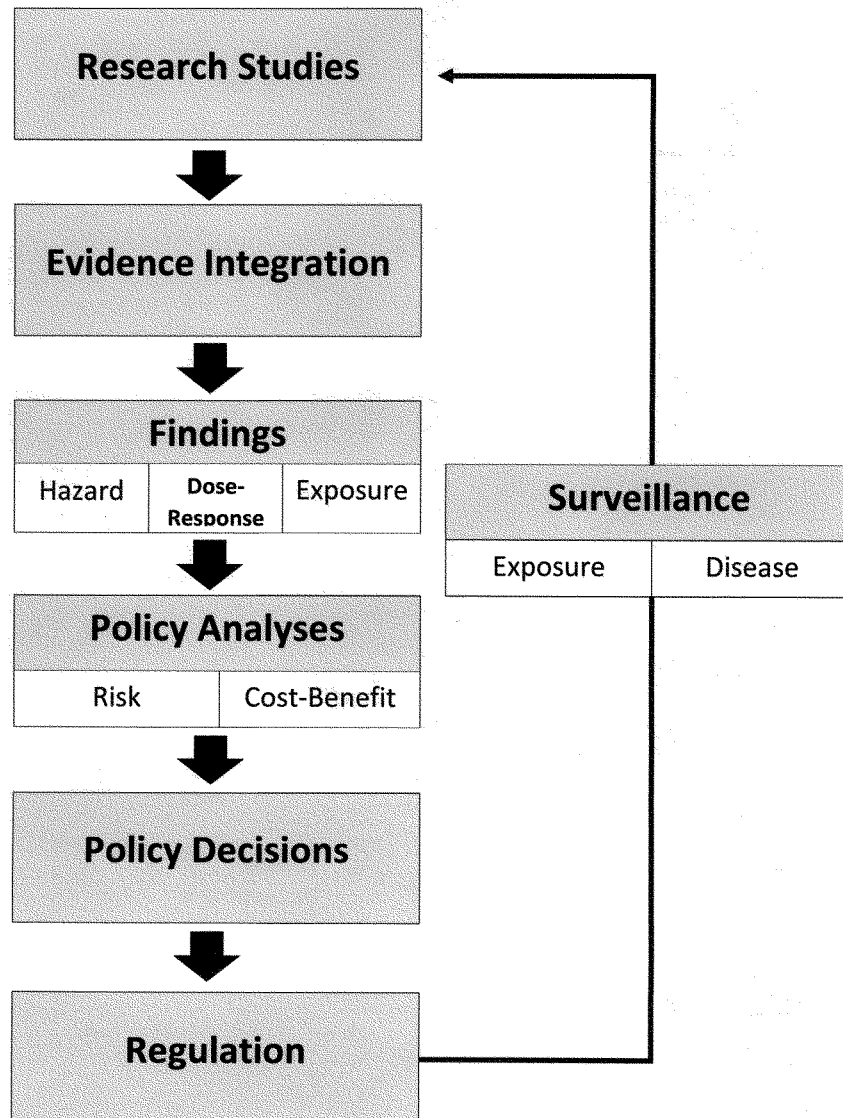 Research Studies
Evidence Integration
Findings
Hazard
Dose-
Response
Exposure
Surveillance
Exposure
Disease
Policy Analyses
Risk
Cost-Benefit
Policy Decisions
Regulation